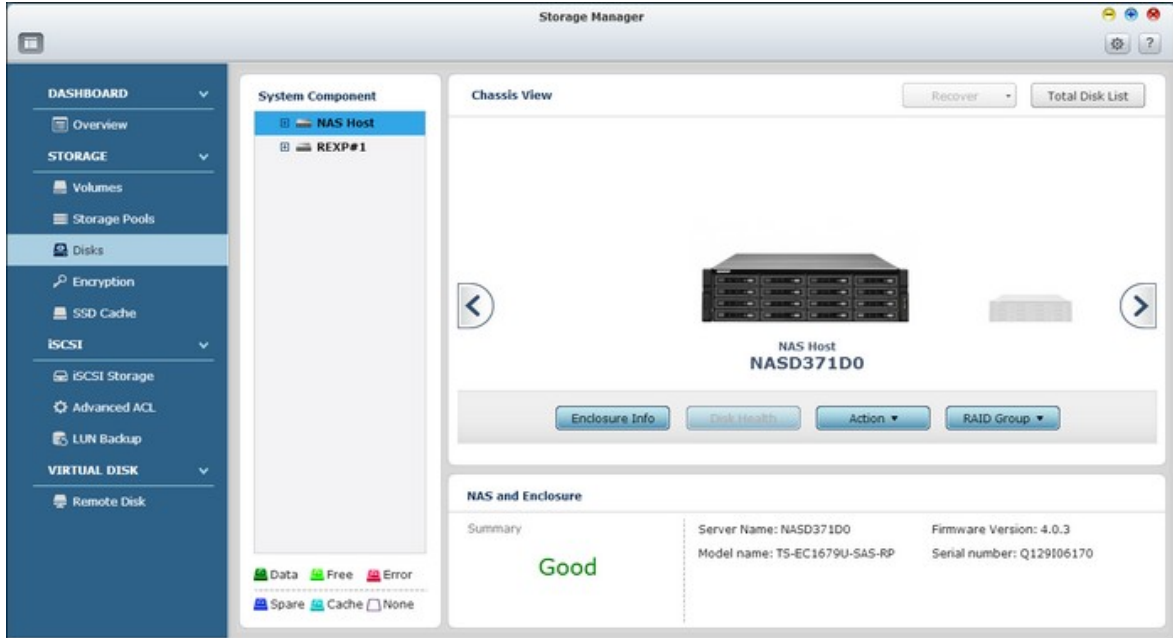 Storage Manager
?
DASHBOARD
Overview
STORAGE
Volumes
Storage Pools
Disks
Encryption
SSD Cache
iSCSI
iSCSI Storage
Advanced ACL
LUN Backup
VIRTUAL DISK
Remote Disk
System Component
NAS Host
REXP#1
Data Free Error
Spare Cache None
Chassis View
Recover
Total Disk List
NAS Host
NASD371D0
Enclosure Info
Disk Health
Action
RAID Group
NAS and Enclosure
Summary
Good
Server Name: NASD371D0
Firmware Version: 4.0.3
Model name: TS-EC1679U-SAS-RP
Serial number: Q129I06170